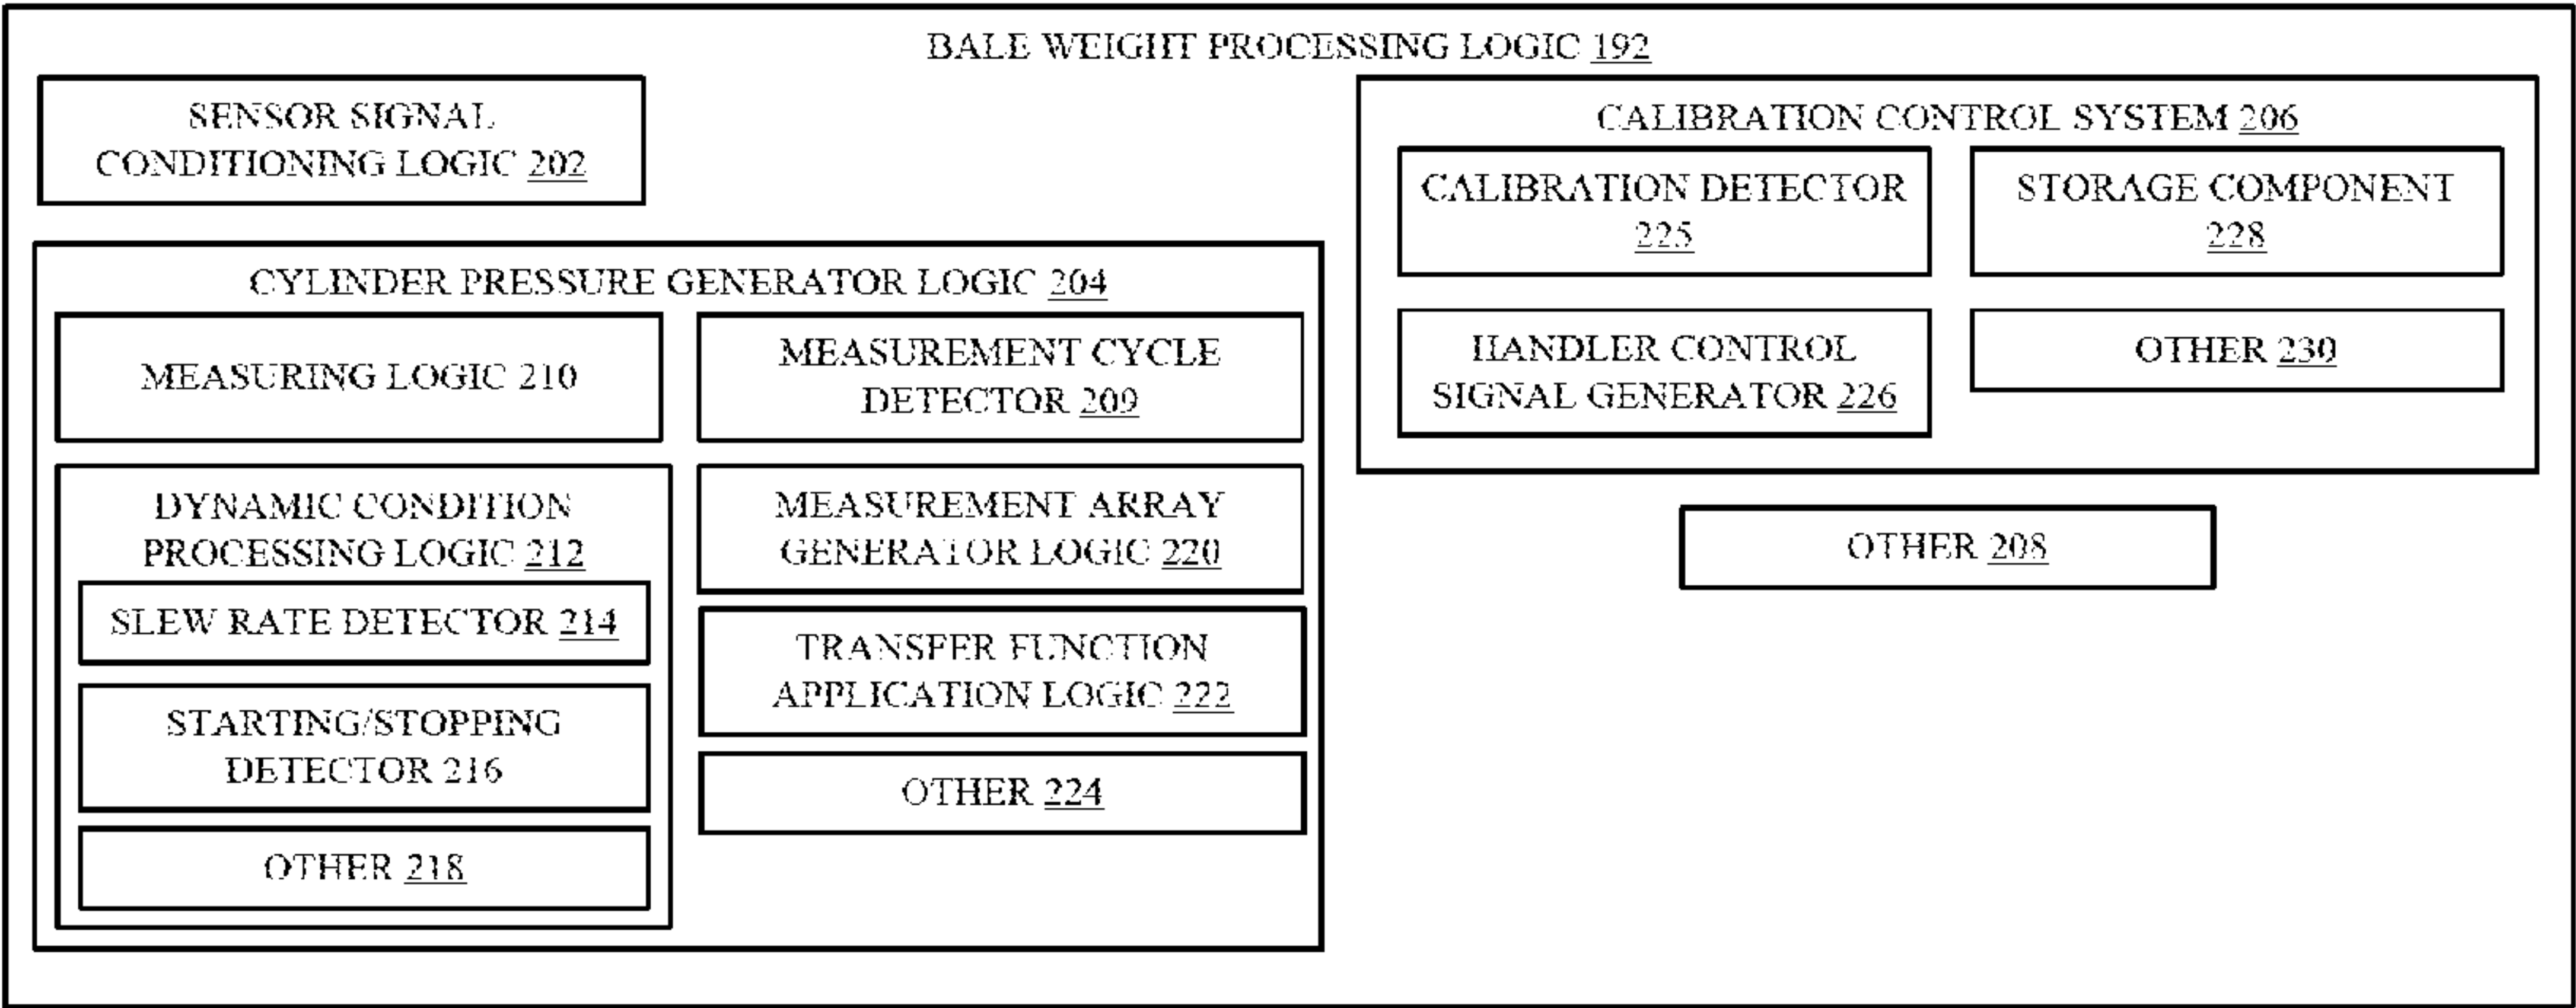 BALE WEIGHT PROCESSING LOGIC 192
SENSOR SIGNAL
CONDITIONING LOGIC 202
CYLINDER PRESSURE GENERATOR LOGIC 204
MEASURING LOGIC 210
MEASUREMENT CYCLE
DETECTOR 209
DYNAMIC CONDITION
PROCESSING LOGIC 212
SLEW RATE DETECTOR 214
STARTING/STOPPING
DETECTOR 216
OTHER 218
MEASUREMENT ARRAY
GENERATOR LOGIC 220
TRANSFER FUNCTION
APPLICATION LOGIC 222
OTHER 224
CALIBRATION CONTROL SYSTEM 206
CALIBRATION DETECTOR
225
STORAGE COMPONENT
228
HANDLER CONTROL
SIGNAL GENERATOR 226
OTHER 230
OTHER 208